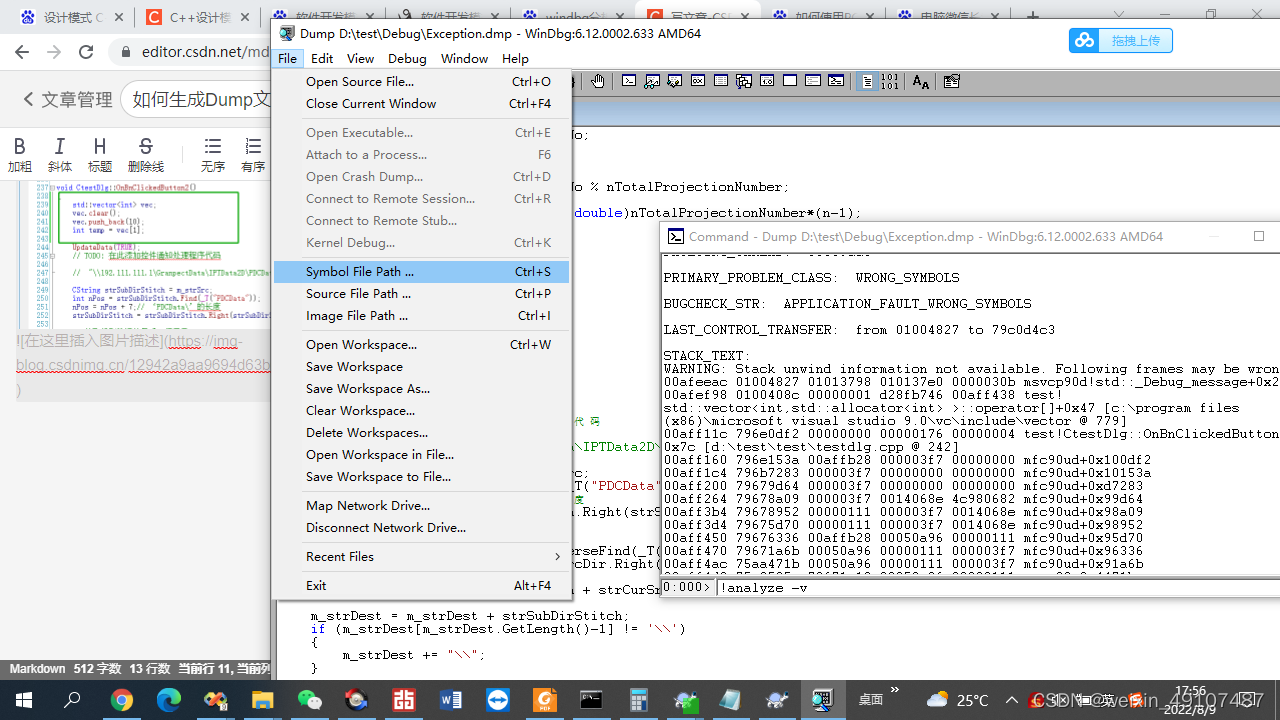 设计模式 C
C++设计模
软件开发模
软件开发模
windbg分析
写文章-CS
如何使用P
电脑微信长
editor.csdn.net/md
文章管理
如何生成Dump文
B
I
H
S
加粗
斜体
标题
删除线
无序
有序
237 void CtestDlg::OnBnClickedButton2()
238
239 std::vector<int> vec;
240 vec.clear();
241 vec.push_back(10);
242 int temp = vec[1];
243
244 UpdateData(TRUE);
245 // TODO: 在此添加控件通知处理程序代码
246
247
248
249 CString strSubDirStitch = m_strSrc;
250 int nPos = strSubDirStitch.Find(_T("PDCData"));
251 nPos = nPos + 7;// "PDCData\" 的长度
252 strSubDirStitch = strSubDirStitch.Right(strSubDir
253
![在这里插入图片描述](https://img-
blog.csdnimg.cn/12942a9aa9694d63b
)
Markdown 512 字数 13 行数 当前行 11, 当前列
Dump D:\test\Debug\Exception.dmp - WinDbg:6.12.0002.633 AMD64
拖拽上传
File Edit View Debug Window Help
Open Source File... Ctrl+O
Close Current Window Ctrl+F4
Open Executable... Ctrl+E
Attach to a Process... F6
Open Crash Dump... Ctrl+D
Connect to Remote Session... Ctrl+R
Connect to Remote Stub...
Kernel Debug... Ctrl+K
Symbol File Path ... Ctrl+S
Source File Path ... Ctrl+P
Image File Path ... Ctrl+I
Open Workspace... Ctrl+W
Save Workspace
Save Workspace As...
Clear Workspace...
Delete Workspaces...
Open Workspace in File...
Save Workspace to File...
Map Network Drive...
Disconnect Network Drive...
Recent Files
Exit Alt+F4
o;
o % nTotalProjectionNumber;
double)nTotalProjectionNumber*(n-1);
代码
\IPTData2D\
c;
T("PDCData"
度
.Right(strS
erseFind(_T(
rcDir.Right(
+ strCurSr
m_strDest = m_strDest + strSubDirStitch;
if (m_strDest[m_strDest.GetLength()-1] != '\\')
{
m_strDest += "\\";
}
Command - Dump D:\test\Debug\Exception.dmp - WinDbg:6.12.0002.633 AMD64
PRIMARY_PROBLEM_CLASS: WRONG_SYMBOLS
BUGCHECK_STR: APPLICATION_FAULT_WRONG_SYMBOLS
LAST_CONTROL_TRANSFER: from 01004827 to 79c0d4c3
STACK_TEXT:
WARNING: Stack unwind information not available. Following frames may be wron
00afeeac 01004827 01013798 010137e0 0000030b msvcp90d!std::_Debug_message+0x2
00afef98 0100408c 00000001 d28fb746 00aff438 test!
std::vector<int,std::allocator<int> >::operator[]+0x47 [c:\program files
(x86)\microsoft visual studio 9.0\vc\include\vector @ 779]
00aff11c 796e0df2 00000000 00000176 00000004 test!CtestDlg::OnBnClickedButton
0x7c [d:\test\test\testdlg.cpp @ 242]
00aff160 796e153a 00affb28 000003f7 00000000 mfc90ud+0x100df2
00aff1c4 796b7283 000003f7 00000000 00000000 mfc90ud+0x10153a
00aff200 79679d64 000003f7 00000000 00000000 mfc90ud+0xd7283
00aff264 79678a09 000003f7 0014068e 4c980688 mfc90ud+0x99d64
00aff3b4 79678952 00000111 000003f7 0014068e mfc90ud+0x98a09
00aff3d4 79675d70 00000111 000003f7 0014068e mfc90ud+0x98952
00aff450 79676336 00affb28 00050a96 00000111 mfc90ud+0x95d70
00aff470 79671a6b 00050a96 00000111 000003f7 mfc90ud+0x96336
00aff4ac 75aa471b 00050a96 00000111 000003f7 mfc90ud+0x91a6b
0:000> !analyze -v
桌面
25°C
17:56
2022/8/9
CSDN @weixin_49107437